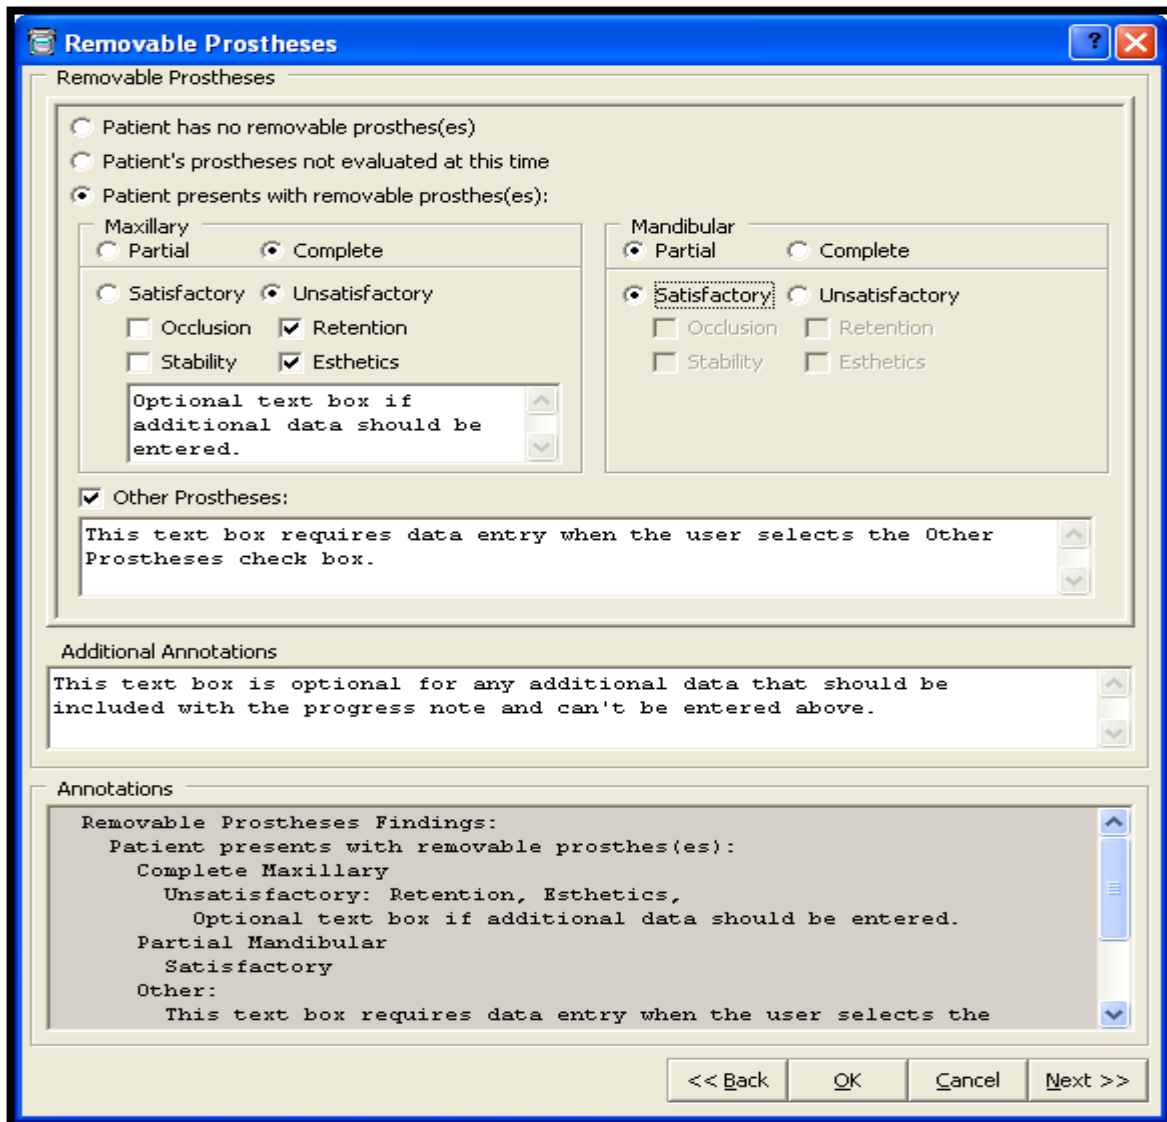 Removable Prostheses
Removable Prostheses
Patient has no removable prosthes(es)
Patient's prostheses not evaluated at this time
Patient presents with removable prosthes(es):
Maxillary
Partial Complete
Satisfactory Unsatisfactory
Occlusion Retention
Stability Esthetics
Optional text box if
additional data should be
entered.
Mandibular
Partial Complete
Satisfactory Unsatisfactory
Occlusion Retention
Stability Esthetics
Other Prostheses:
This text box requires data entry when the user selects the Other
Prostheses check box.
Additional Annotations
This text box is optional for any additional data that should be
included with the progress note and can't be entered above.
Annotations
Removable Prostheses Findings:
Patient presents with removable prosthes(es):
Complete Maxillary
Unsatisfactory: Retention, Esthetics,
Optional text box if additional data should be entered.
Partial Mandibular
Satisfactory
Other:
This text box requires data entry when the user selects the
<< Back OK Cancel Next >>